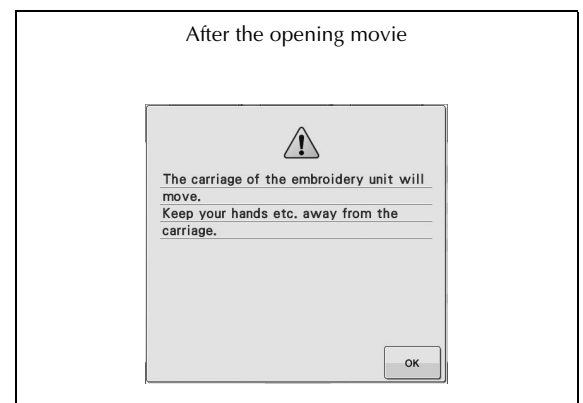 After the opening movie
The carriage of the embroidery unit will
move.
Keep your hands etc. away from the
carriage.
OK